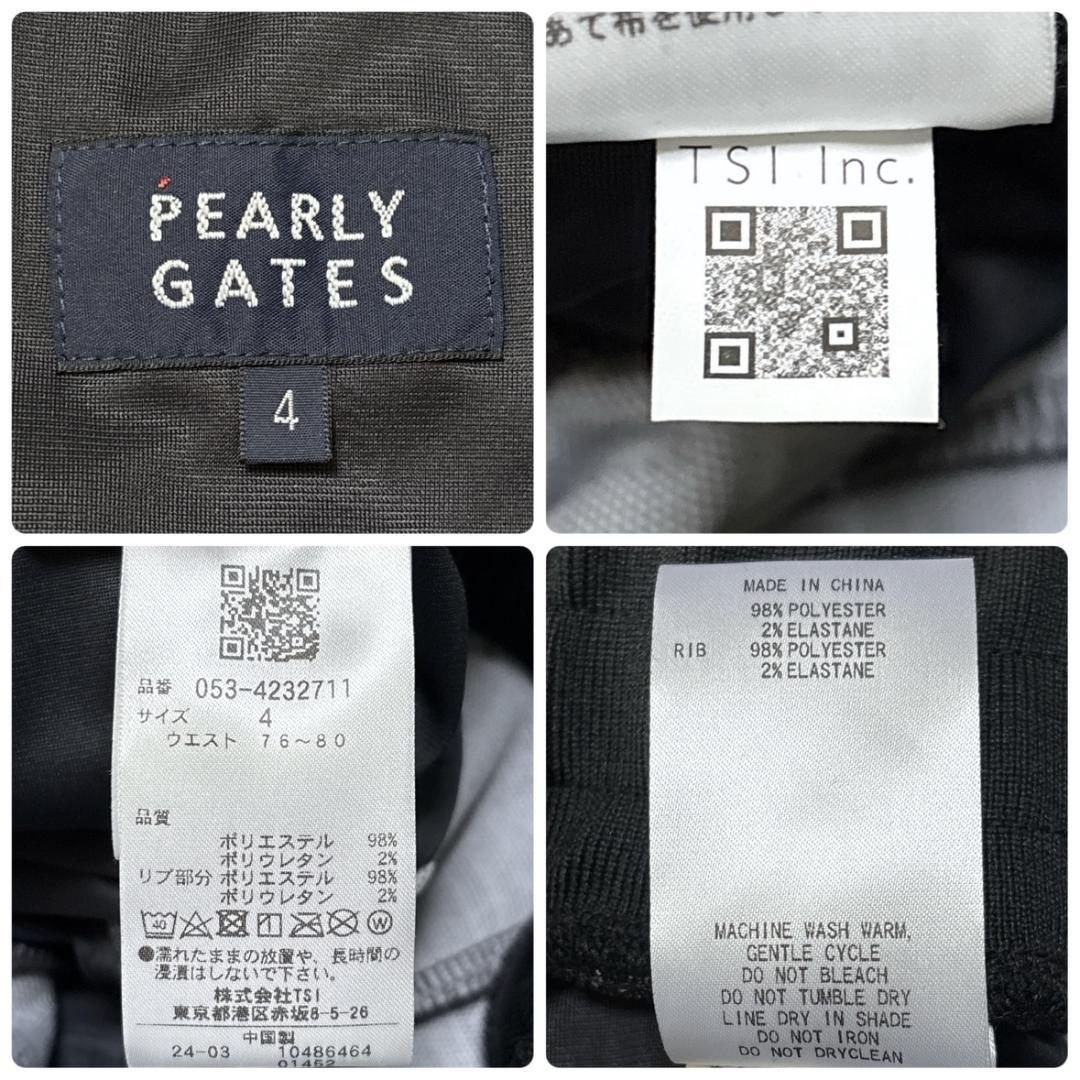 PEARLY
GATES
4
あて布を使用し
TSI Inc.
品番 053-4232711
サイズ 4
ウエスト 76～80
品質
ポリエステル 98%
ポリウレタン 2%
リブ部分 ポリエステル 98%
ポリウレタン 2%
40
W
●濡れたままの放置や、長時間の
浸漬はしないで下さい。
株式会社TSI
東京都港区赤坂8-5-26
中国製
24-03 10486464
01452
MADE IN CHINA
98% POLYESTER
2% ELASTANE
RIB 98% POLYESTER
2% ELASTANE
MACHINE WASH WARM,
GENTLE CYCLE
DO NOT BLEACH
DO NOT TUMBLE DRY
LINE DRY IN SHADE
DO NOT IRON
DO NOT DRYCLEAN